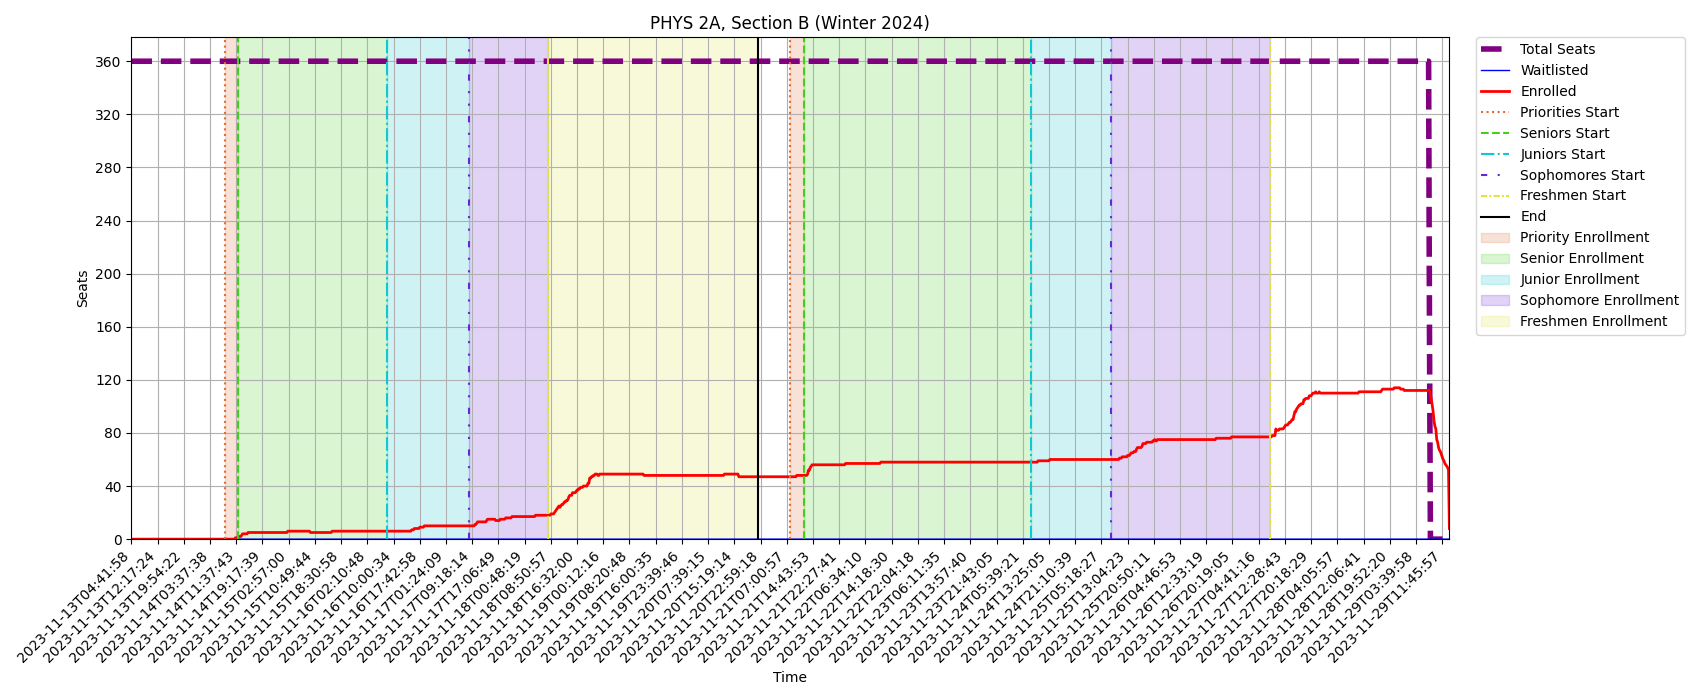 PHYS 2A, Section B (Winter 2024)
Seats
360
320
280
240
200
160
120
80
40
0
2023-11-13T04:41:58
2023-11-13T12:17:24
2023-11-13T19:54:22
2023-11-14T03:37:38
2023-11-14T11:37:43
2023-11-14T19:17:39
2023-11-15T02:57:00
2023-11-15T10:49:44
2023-11-15T18:30:58
2023-11-16T02:10:48
2023-11-16T10:00:34
2023-11-16T17:42:58
2023-11-17T01:24:09
2023-11-17T09:18:14
2023-11-17T17:06:49
2023-11-18T00:48:19
2023-11-18T08:50:57
2023-11-18T16:32:00
2023-11-19T00:12:16
2023-11-19T08:20:48
2023-11-19T16:00:35
2023-11-19T23:39:46
2023-11-20T07:39:15
2023-11-20T15:19:14
2023-11-20T22:59:18
2023-11-21T07:00:57
2023-11-21T14:43:53
2023-11-21T22:27:41
2023-11-22T06:34:10
2023-11-22T14:18:30
2023-11-22T22:04:18
2023-11-23T06:11:35
2023-11-23T13:57:40
2023-11-23T21:43:05
2023-11-24T05:39:21
2023-11-24T13:25:05
2023-11-24T21:10:39
2023-11-25T05:18:27
2023-11-25T13:04:23
2023-11-25T20:50:11
2023-11-26T04:46:53
2023-11-26T12:33:19
2023-11-26T20:19:05
2023-11-27T04:41:16
2023-11-27T12:28:43
2023-11-27T20:18:29
2023-11-28T04:05:57
2023-11-28T12:06:41
2023-11-28T19:52:20
2023-11-29T03:39:58
2023-11-29T11:45:57
Time
Total Seats
Waitlisted
Enrolled
Priorities Start
Seniors Start
Juniors Start
Sophomores Start
Freshmen Start
End
Priority Enrollment
Senior Enrollment
Junior Enrollment
Sophomore Enrollment
Freshmen Enrollment